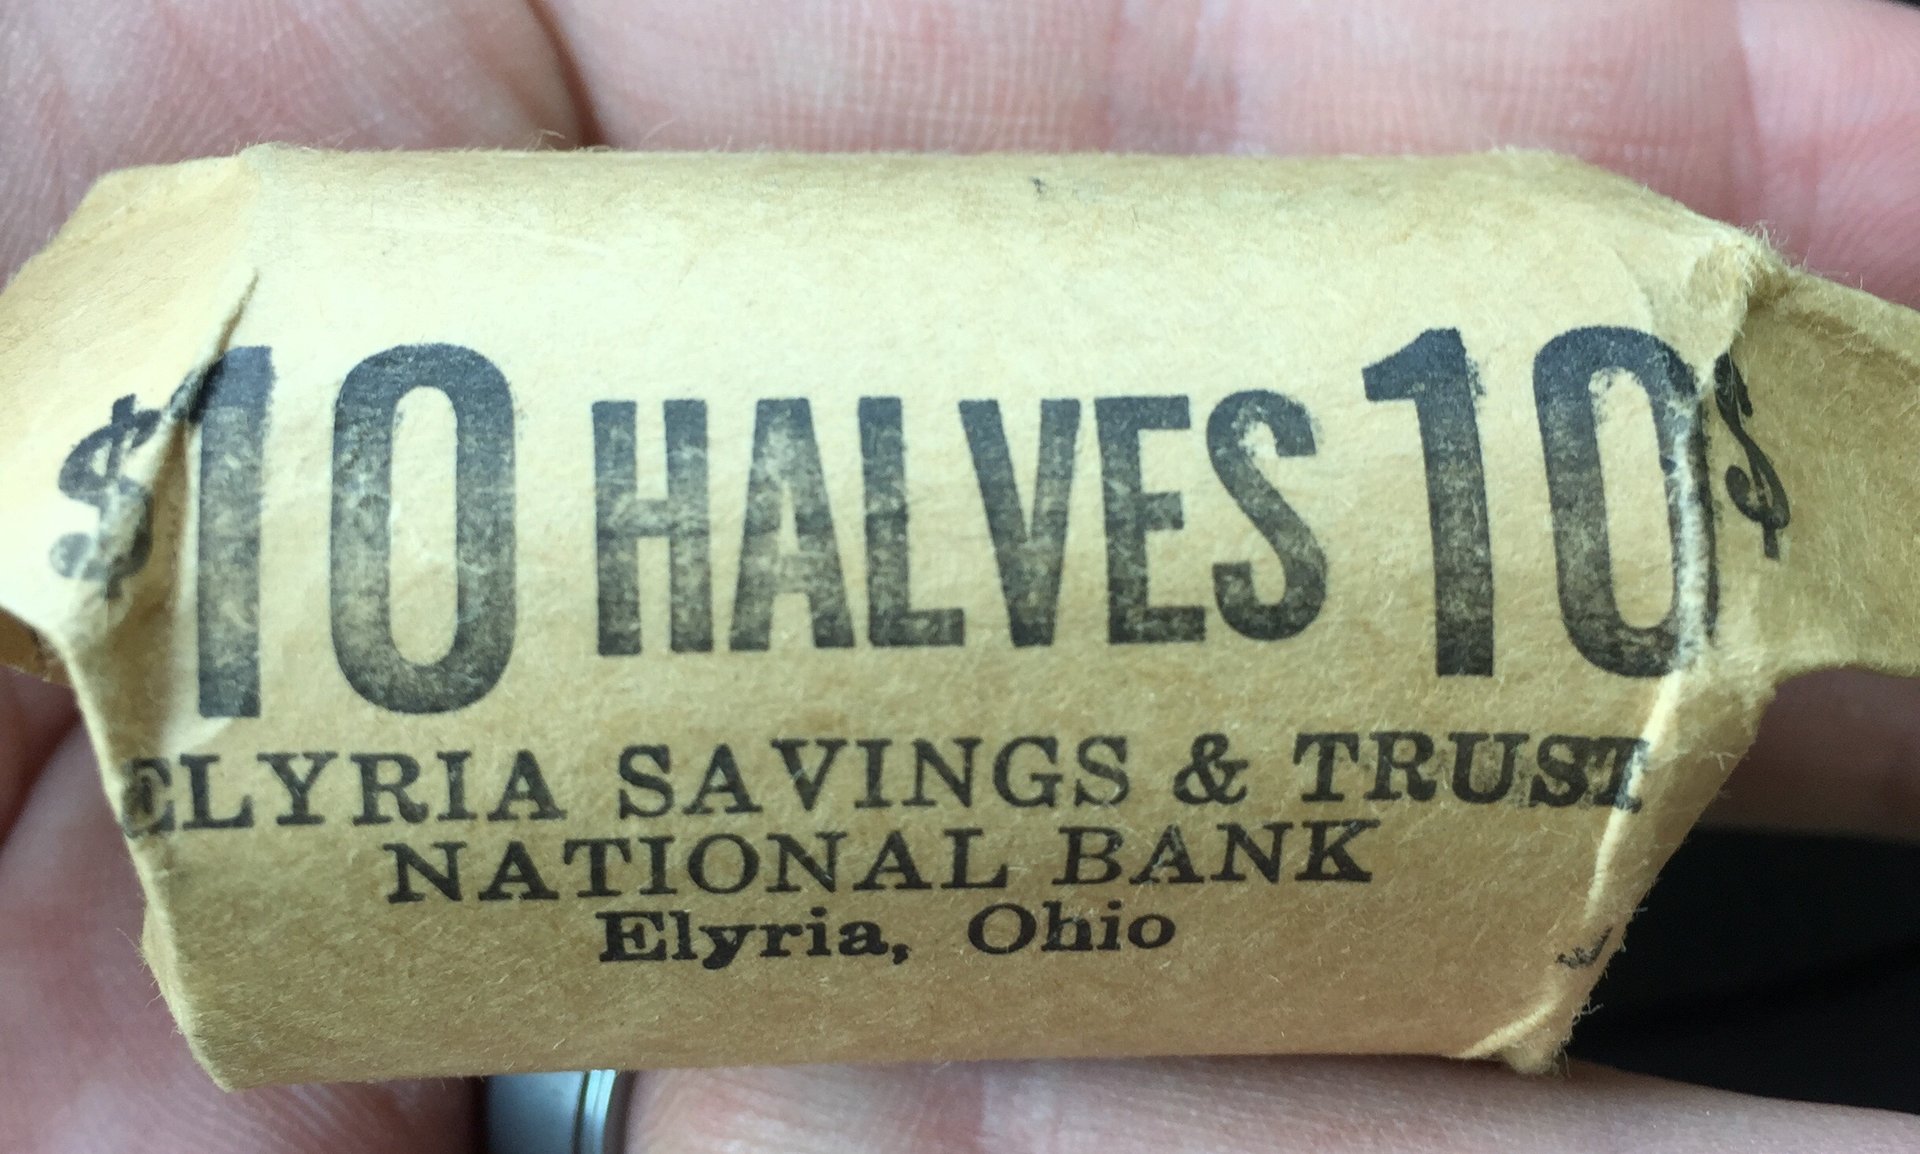 $10 HALVES 10$
ELYRIA SAVINGS & TRUST
NATIONAL BANK
Elyria, Ohio